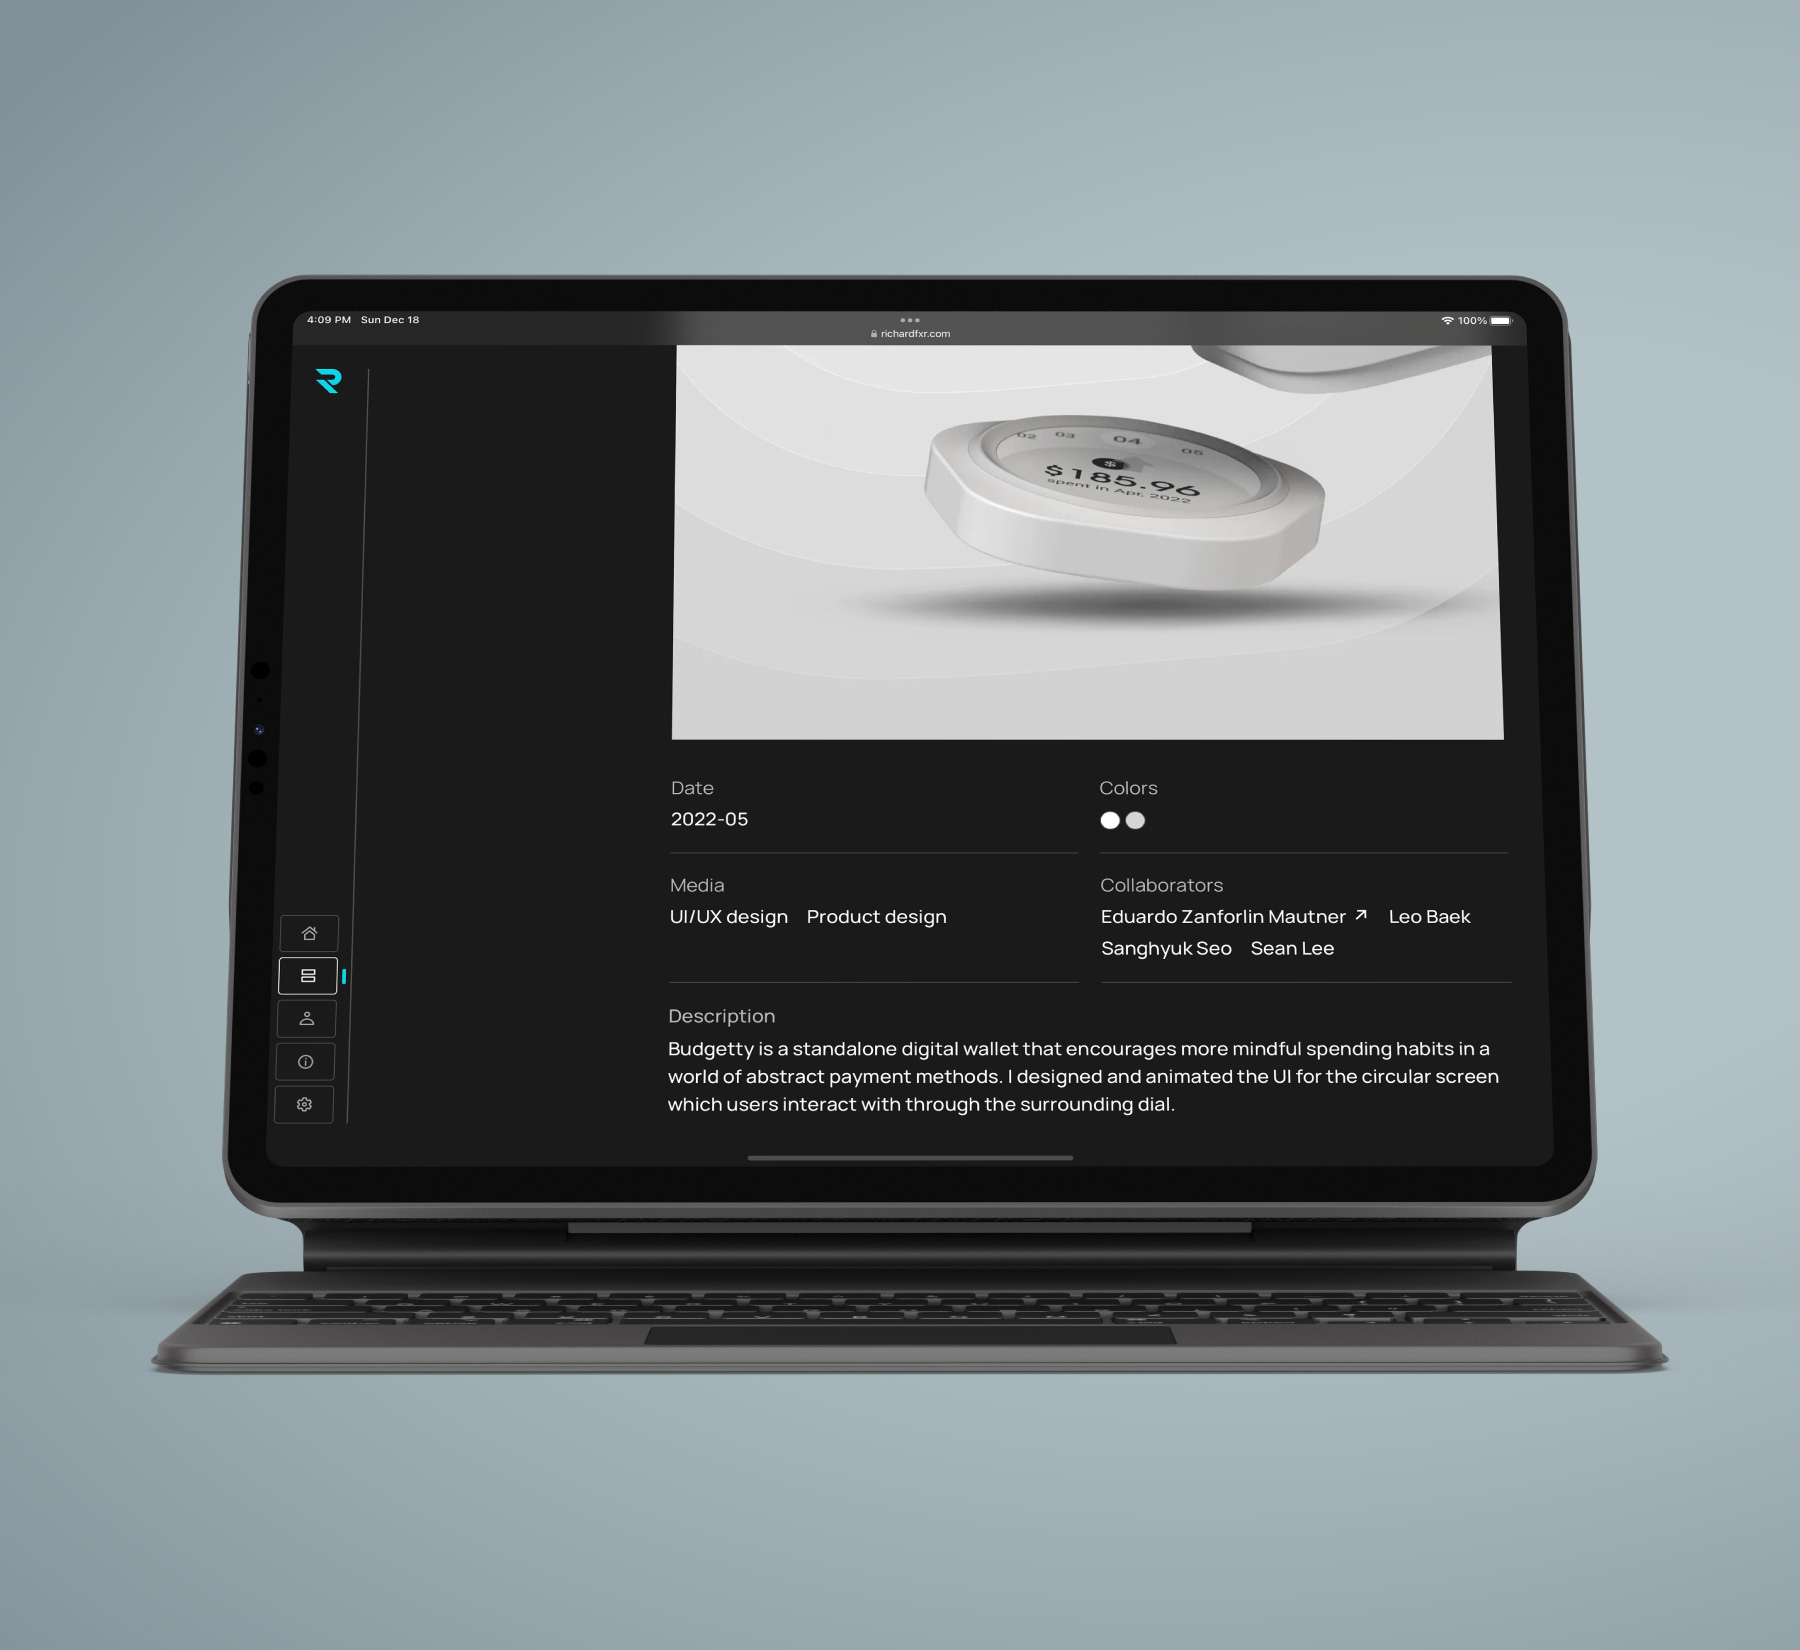 4:09 PM Sun Dec 18
100%
richardfxr.com
02 03 04 05
$
$185.96
spent in Apr. 2022
Date
2022-05
Colors
Media
UI/UX design Product design
Collaborators
Eduardo Zanforlin Mautner ↗ Leo Baek
Sanghyuk Seo Sean Lee
Description
Budgetty is a standalone digital wallet that encourages more mindful spending habits in a
world of abstract payment methods. I designed and animated the UI for the circular screen
which users interact with through the surrounding dial.